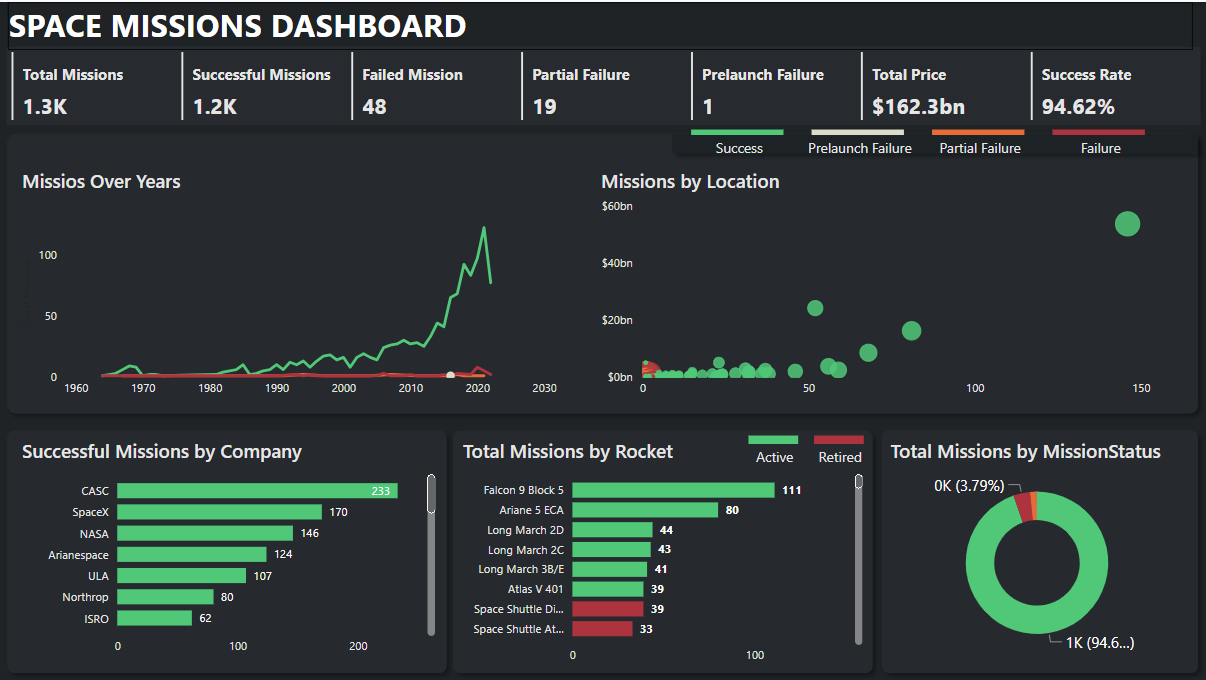 SPACE MISSIONS DASHBOARD
Total Missions
1.3K
Successful Missions
1.2K
Failed Mission
48
Partial Failure
19
Prelaunch Failure
1
Total Price
$162.3bn
Success Rate
94.62%
Success
Prelaunch Failure
Partial Failure
Failure
Missios Over Years
100
50
0
1960 1970 1980 1990 2000 2010 2020 2030
Missions by Location
$60bn
$40bn
$20bn
$0bn
0 50 100 150
Successful Missions by Company
CASC 233
SpaceX 170
NASA 146
Arianespace 124
ULA 107
Northrop 80
ISRO 62
0 100 200
Total Missions by Rocket
Active
Retired
Falcon 9 Block 5 111
Ariane 5 ECA 80
Long March 2D 44
Long March 2C 43
Long March 3B/E 41
Atlas V 401 39
Space Shuttle Di... 39
Space Shuttle At... 33
0 100
Total Missions by MissionStatus
0K (3.79%)
1K (94.6...)